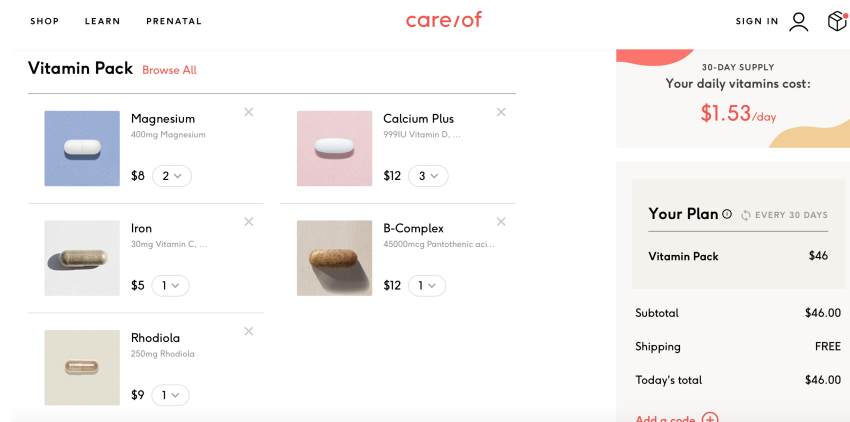 SHOP LEARN PRENATAL care/of SIGN IN
Vitamin Pack Browse All
Magnesium
400mg Magnesium
$8 2
Calcium Plus
999IU Vitamin D, ...
$12 3
Iron
30mg Vitamin C, ...
$5 1
B-Complex
45000mcg Pantothenic aci...
$12 1
Rhodiola
250mg Rhodiola
$9 1
30-DAY SUPPLY
Your daily vitamins cost:
$1.53/day
Your Plan EVERY 30 DAYS
Vitamin Pack $46
Subtotal $46.00
Shipping FREE
Today's total $46.00
Add a code